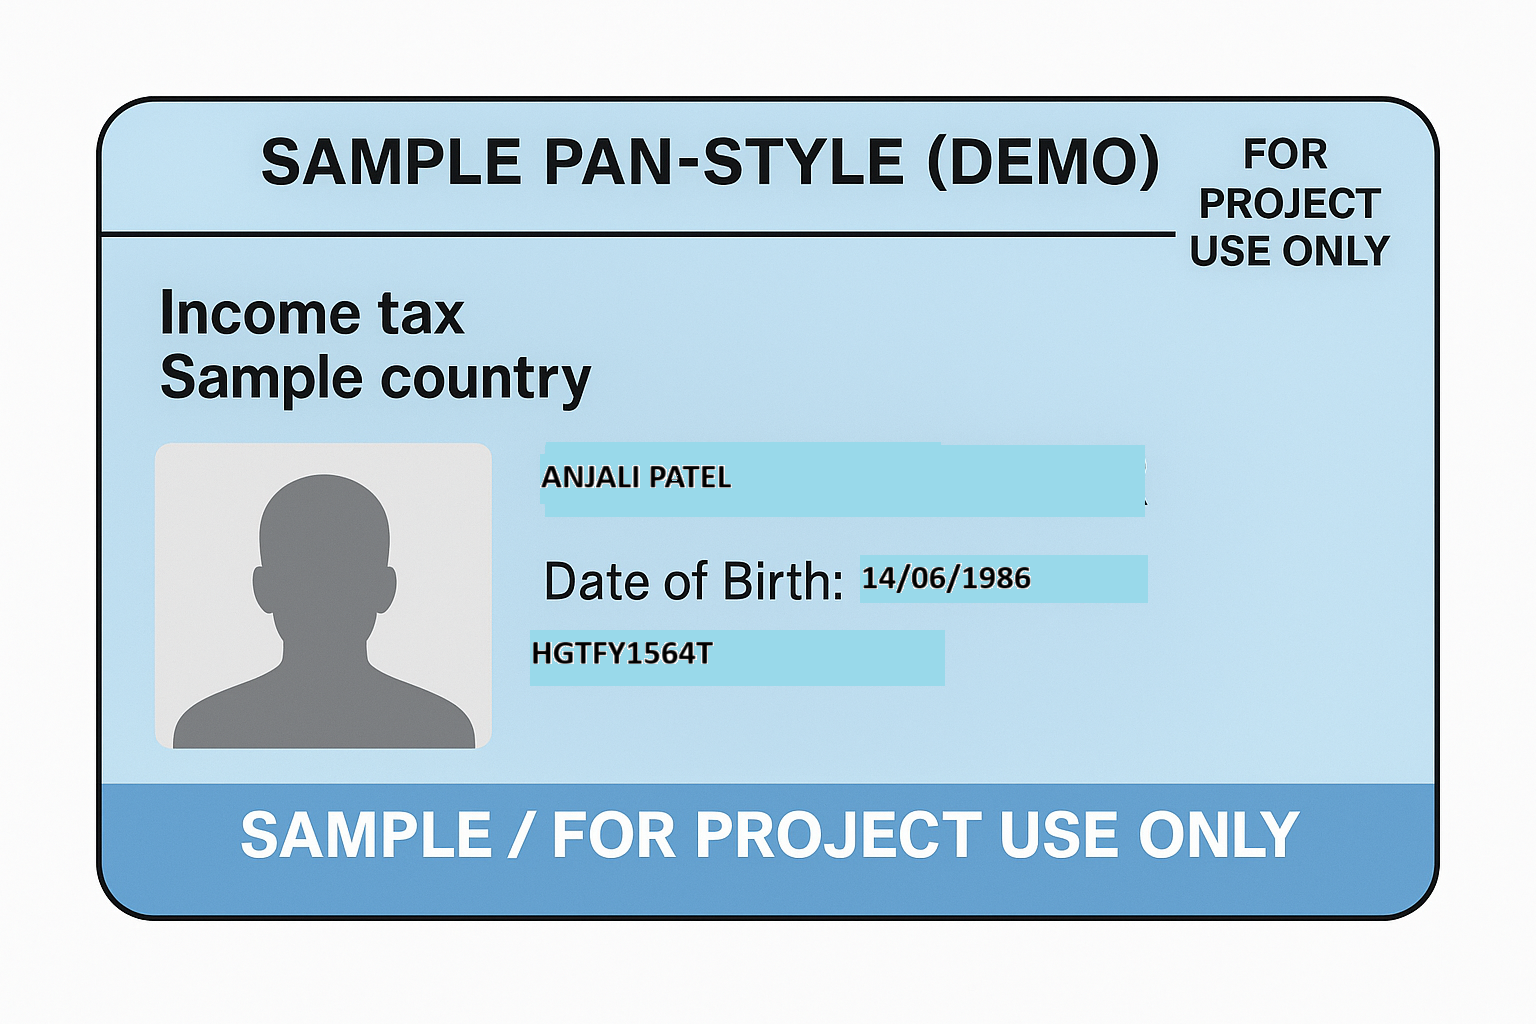 SAMPLE PAN-STYLE (DEMO)
FOR
PROJECT
USE ONLY
Income tax
Sample country
ANJALI PATEL
Date of Birth: 14/06/1986
HGTFY1564T
SAMPLE / FOR PROJECT USE ONLY